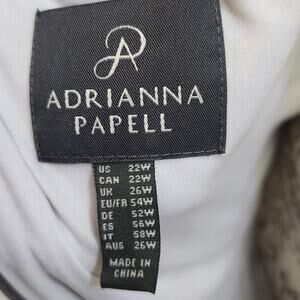 ADRIANNA
PAPELL
US 22W
CAN 22W
UK 26W
EU/FR 54W
DE 52W
ES 56W
IT 58W
AUS 26W
MADE IN
CHINA